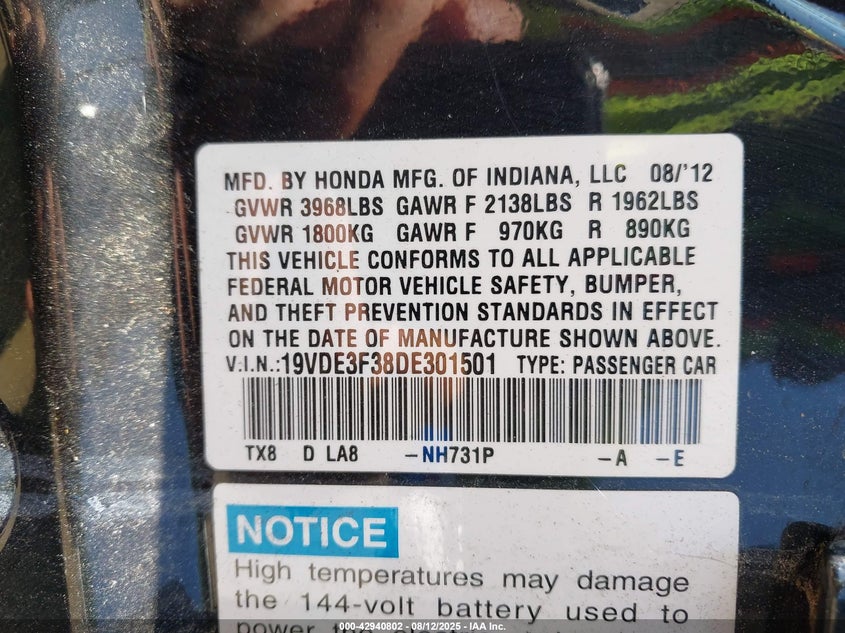 MFD. BY HONDA MFG. OF INDIANA, LLC 08/'12
GVWR 3968LBS GAWR F 2138LBS R 1962LBS
GVWR 1800KG GAWR F 970KG R 890KG
THIS VEHICLE CONFORMS TO ALL APPLICABLE
FEDERAL MOTOR VEHICLE SAFETY, BUMPER,
AND THEFT PREVENTION STANDARDS IN EFFECT
ON THE DATE OF MANUFACTURE SHOWN ABOVE.
V.I.N.:19VDE3F38DE301501 TYPE: PASSENGER CAR
TX8 D LA8 -NH731P -A -E
NOTICE
High temperatures may damage
the 144-volt battery used to
power the
000-42940802 - 08/12/2025 - IAA Inc.